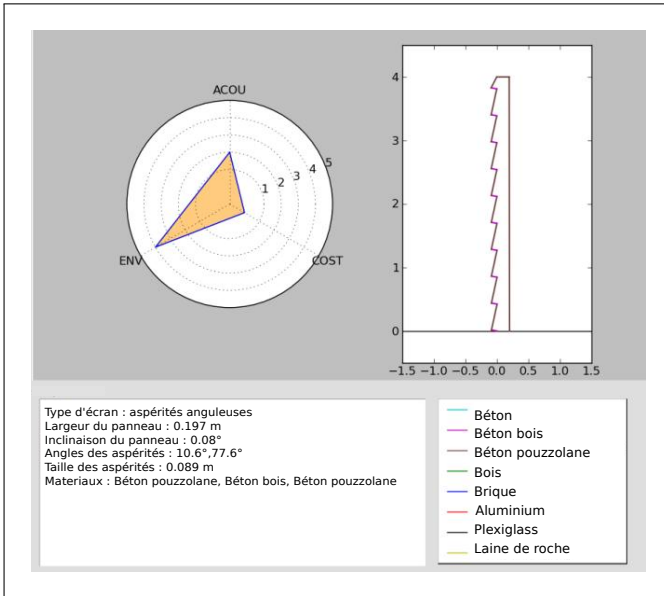 ACOU
1 2 3 4 5
ENV
COST
4
3
2
1
0
−1.5 −1.0 −0.5 0.0 0.5 1.0 1.5
Type d'écran : aspérités anguleuses
Largeur du panneau : 0.197 m
Inclinaison du panneau : 0.08°
Angles des aspérités : 10.6°,77.6°
Taille des aspérités : 0.089 m
Materiaux : Béton pouzzolane, Béton bois, Béton pouzzolane
Béton
Béton bois
Béton pouzzolane
Bois
Brique
Aluminium
Plexiglass
Laine de roche